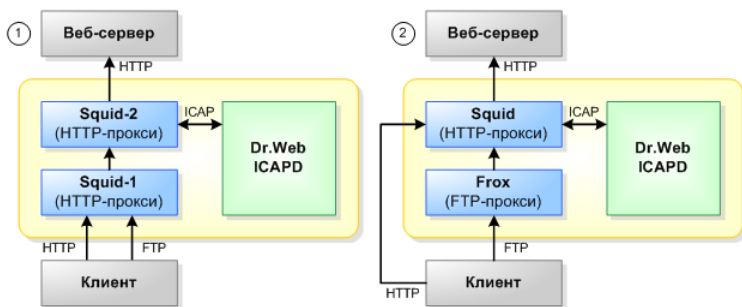 1
Веб-сервер
HTTP
Squid-2
(HTTP-прокси)
ICAP
Dr.Web
ICAPD
Squid-1
(HTTP-прокси)
HTTP
FTP
Клиент
2
Веб-сервер
HTTP
Squid
(HTTP-прокси)
ICAP
Dr.Web
ICAPD
Frox
(FTP-прокси)
FTP
HTTP
Клиент